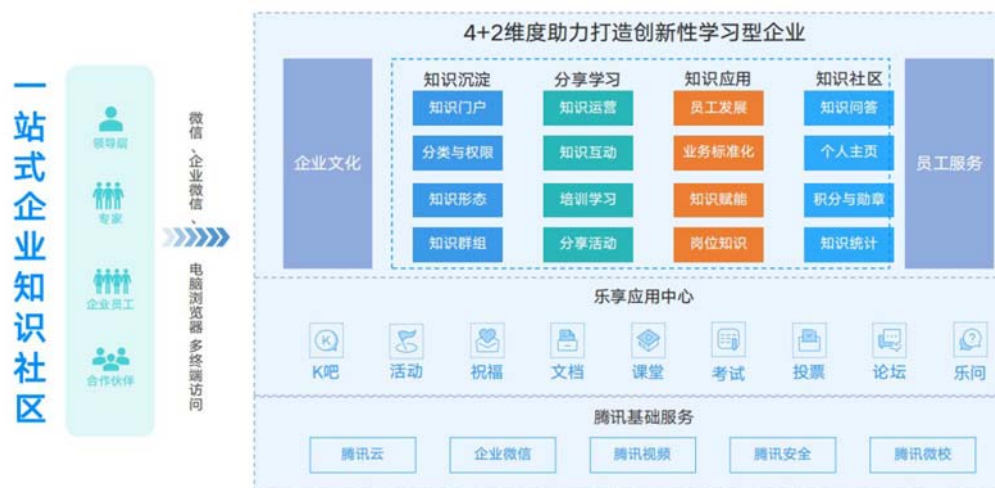 一站式企业知识社区
领导层
专家
企业员工
合作伙伴
微信、企业微信、
电脑浏览器 多终端访问
4+2维度助力打造创新性学习型企业
企业文化
知识沉淀
知识门户
分类与权限
知识形态
知识群组
分享学习
知识运营
知识互动
培训学习
分享活动
知识应用
员工发展
业务标准化
知识赋能
岗位知识
知识社区
知识问答
个人主页
积分与勋章
知识统计
员工服务
乐享应用中心
K吧
活动
祝福
文档
课堂
考试
投票
论坛
乐问
腾讯基础服务
腾讯云
企业微信
腾讯视频
腾讯安全
腾讯微校